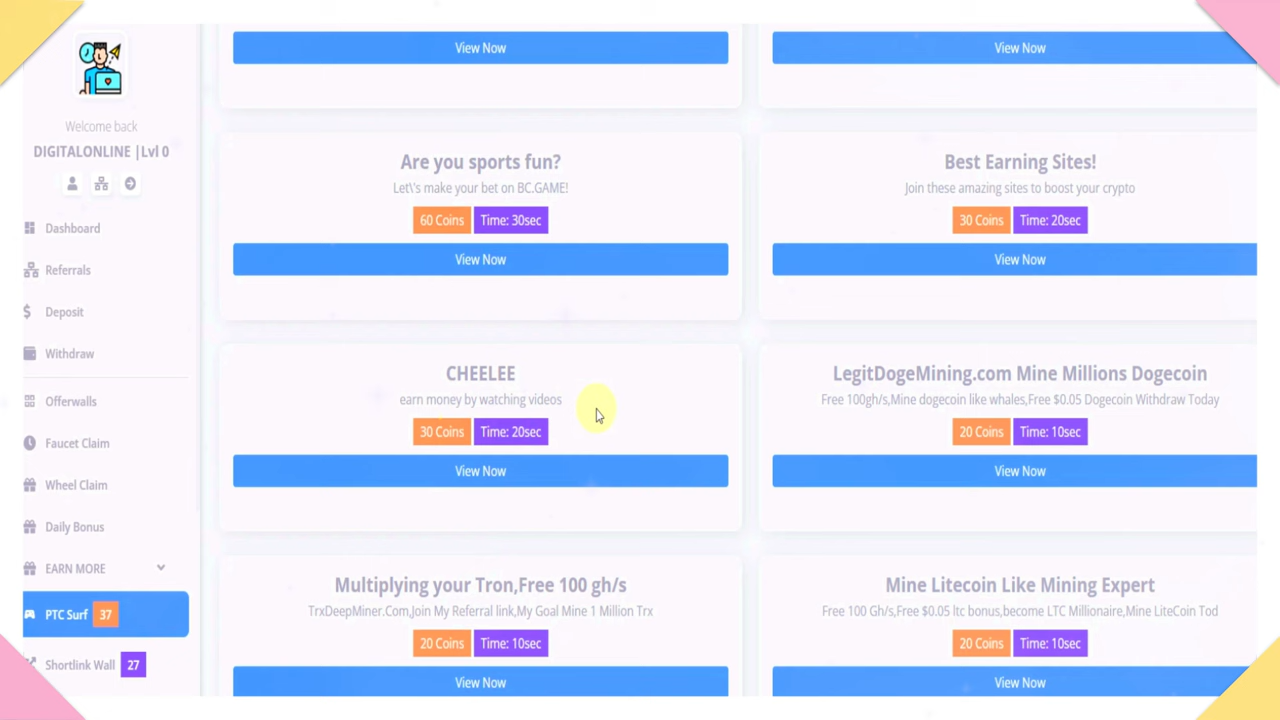 Welcome back
DIGITALONLINE |Lvl 0
Dashboard
Referrals
Deposit
Withdraw
Offerwalls
Faucet Claim
Wheel Claim
Daily Bonus
EARN MORE
PTC Surf 37
Shortlink Wall 27
View Now
View Now
Are you sports fun?
Let\'s make your bet on BC.GAME!
60 Coins Time: 30sec
View Now
Best Earning Sites!
Join these amazing sites to boost your crypto
30 Coins Time: 20sec
View Now
CHEELEE
earn money by watching videos
30 Coins Time: 20sec
View Now
LegitDogeMining.com Mine Millions Dogecoin
Free 100gh/s,Mine dogecoin like whales,Free $0.05 Dogecoin Withdraw Today
20 Coins Time: 10sec
View Now
Multiplying your Tron,Free 100 gh/s
TrxDeepMiner.Com,Join My Referral link,My Goal Mine 1 Million Trx
20 Coins Time: 10sec
View Now
Mine Litecoin Like Mining Expert
Free 100 Gh/s,Free $0.05 ltc bonus,become LTC Millionaire,Mine LiteCoin Tod
20 Coins Time: 10sec
View Now